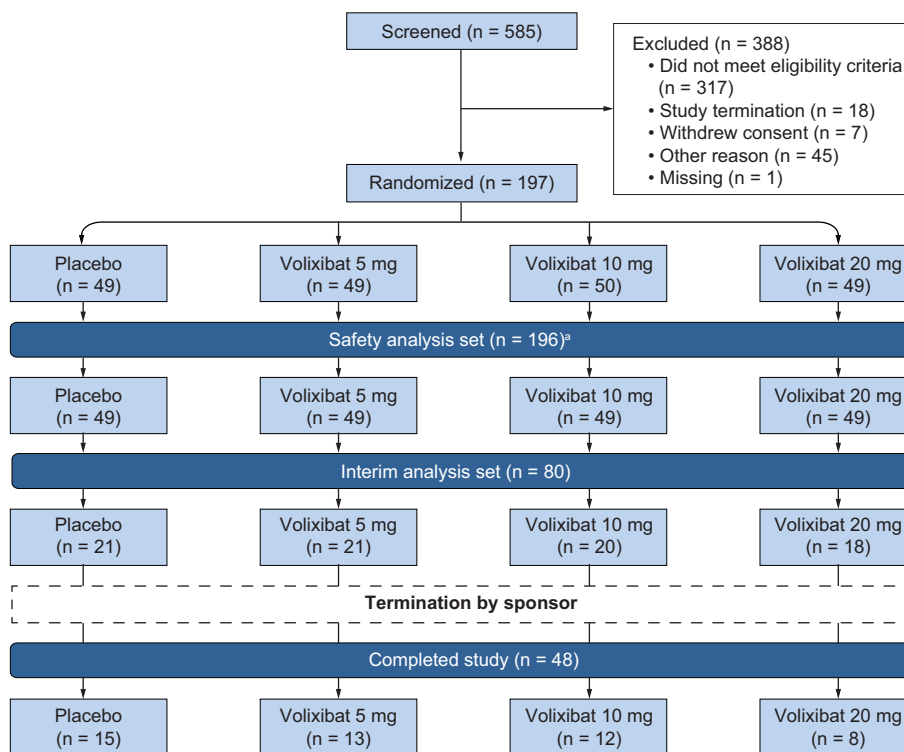 Screened (n = 585)
Excluded (n = 388)
• Did not meet eligibility criteria
(n = 317)
• Study termination (n = 18)
• Withdrew consent (n = 7)
• Other reason (n = 45)
• Missing (n = 1)
Randomized (n = 197)
Placebo
(n = 49)
Volixibat 5 mg
(n = 49)
Volixibat 10 mg
(n = 50)
Volixibat 20 mg
(n = 49)
Safety analysis set (n = 196)ᵃ
Placebo
(n = 49)
Volixibat 5 mg
(n = 49)
Volixibat 10 mg
(n = 49)
Volixibat 20 mg
(n = 49)
Interim analysis set (n = 80)
Placebo
(n = 21)
Volixibat 5 mg
(n = 21)
Volixibat 10 mg
(n = 20)
Volixibat 20 mg
(n = 18)
Termination by sponsor
Completed study (n = 48)
Placebo
(n = 15)
Volixibat 5 mg
(n = 13)
Volixibat 10 mg
(n = 12)
Volixibat 20 mg
(n = 8)